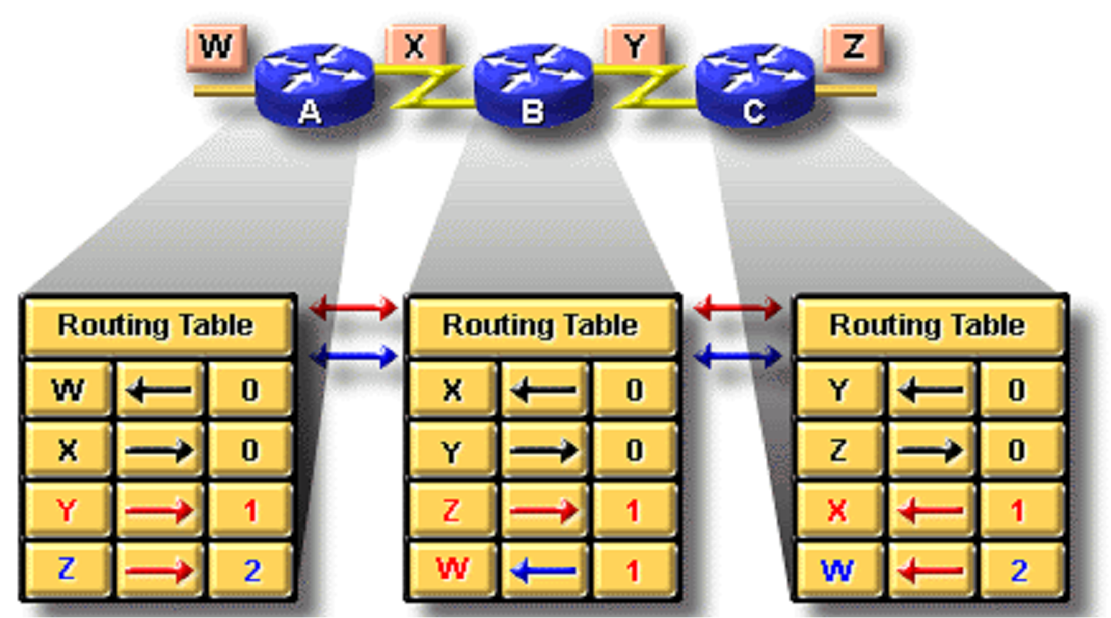 W X Y Z
A B C
Routing Table Routing Table Routing Table
W 0 X 0 Y 0
X 0 Y 0 Z 0
Y 1 Z 1 X 1
Z 2 W 1 W 2